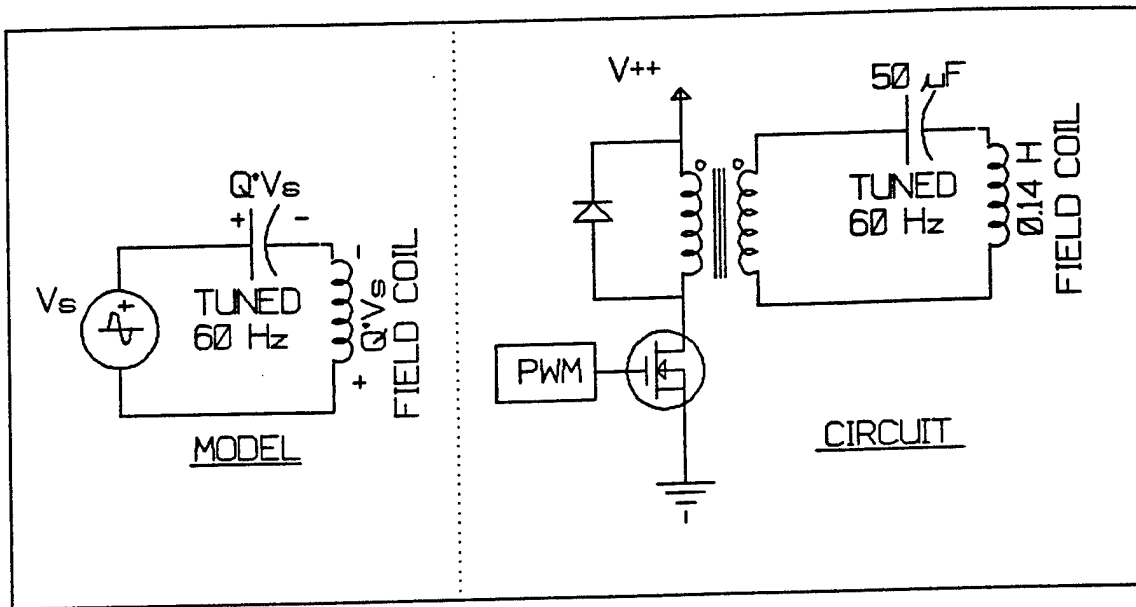 Q•Vs
+ -
Vs
+
TUNED
60 Hz
-
Q•Vs
+
FIELD COIL
MODEL
V++
50 µF
TUNED
60 Hz
0.14 H
FIELD COIL
PWM
CIRCUIT